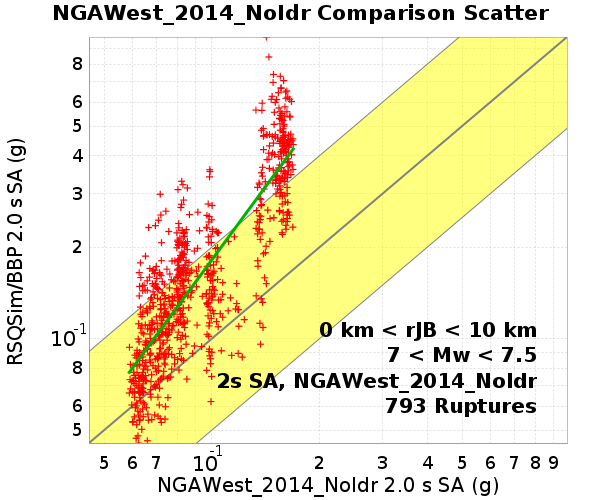 NGAWest_2014_NoIdr Comparison Scatter
RSQSim/BBP 2.0 s SA (g)
8
6
5
4
3
2
10⁻¹
8
6
5
0 km < rJB < 10 km
7 < Mw < 7.5
2s SA, NGAWest_2014_NoIdr
793 Ruptures
5 6 7 10⁻¹ 2 3 4 5 6 7 8 9
NGAWest_2014_NoIdr 2.0 s SA (g)